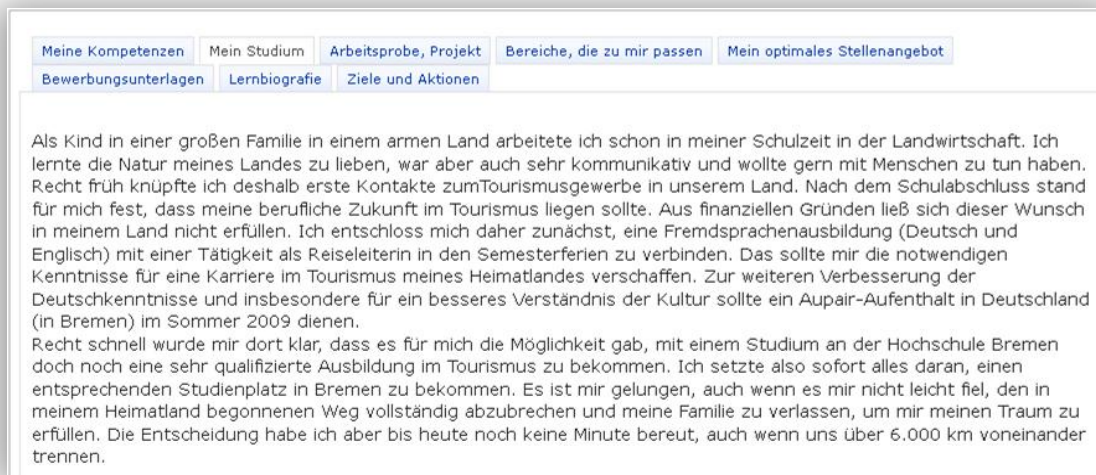 Meine Kompetenzen Mein Studium Arbeitsprobe, Projekt Bereiche, die zu mir passen Mein optimales Stellenangebot
Bewerbungsunterlagen Lernbiografie Ziele und Aktionen
Als Kind in einer großen Familie in einem armen Land arbeitete ich schon in meiner Schulzeit in der Landwirtschaft. Ich
lernte die Natur meines Landes zu lieben, war aber auch sehr kommunikativ und wollte gern mit Menschen zu tun haben.
Recht früh knüpfte ich deshalb erste Kontakte zumTourismusgewerbe in unserem Land. Nach dem Schulabschluss stand
für mich fest, dass meine berufliche Zukunft im Tourismus liegen sollte. Aus finanziellen Gründen ließ sich dieser Wunsch
in meinem Land nicht erfüllen. Ich entschloss mich daher zunächst, eine Fremdsprachenausbildung (Deutsch und
Englisch) mit einer Tätigkeit als Reiseleiterin in den Semesterferien zu verbinden. Das sollte mir die notwendigen
Kenntnisse für eine Karriere im Tourismus meines Heimatlandes verschaffen. Zur weiteren Verbesserung der
Deutschkenntnisse und insbesondere für ein besseres Verständnis der Kultur sollte ein Aupair-Aufenthalt in Deutschland
(in Bremen) im Sommer 2009 dienen.
Recht schnell wurde mir dort klar, dass es für mich die Möglichkeit gab, mit einem Studium an der Hochschule Bremen
doch noch eine sehr qualifizierte Ausbildung im Tourismus zu bekommen. Ich setzte also sofort alles daran, einen
entsprechenden Studienplatz in Bremen zu bekommen. Es ist mir gelungen, auch wenn es mir nicht leicht fiel, den in
meinem Heimatland begonnenen Weg vollständig abzubrechen und meine Familie zu verlassen, um mir meinen Traum zu
erfüllen. Die Entscheidung habe ich aber bis heute noch keine Minute bereut, auch wenn uns über 6.000 km voneinander
trennen.